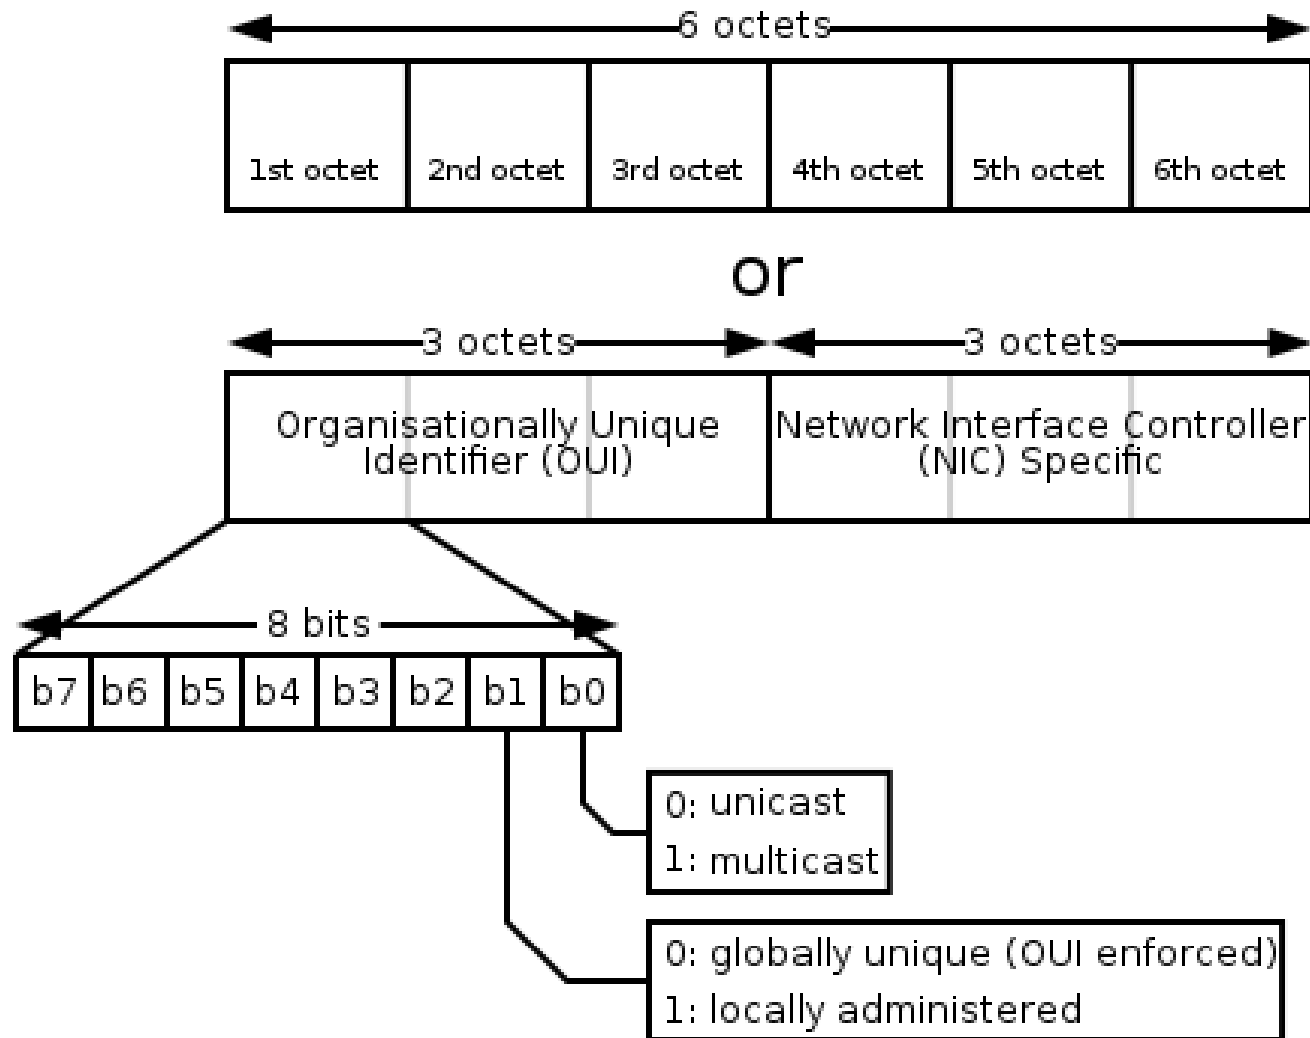 6 octets
1st octet 2nd octet 3rd octet 4th octet 5th octet 6th octet
or
3 octets 3 octets
Organisationally Unique
Identifier (OUI)
Network Interface Controller
(NIC) Specific
8 bits
b7 b6 b5 b4 b3 b2 b1 b0
0: unicast
1: multicast
0: globally unique (OUI enforced)
1: locally administered